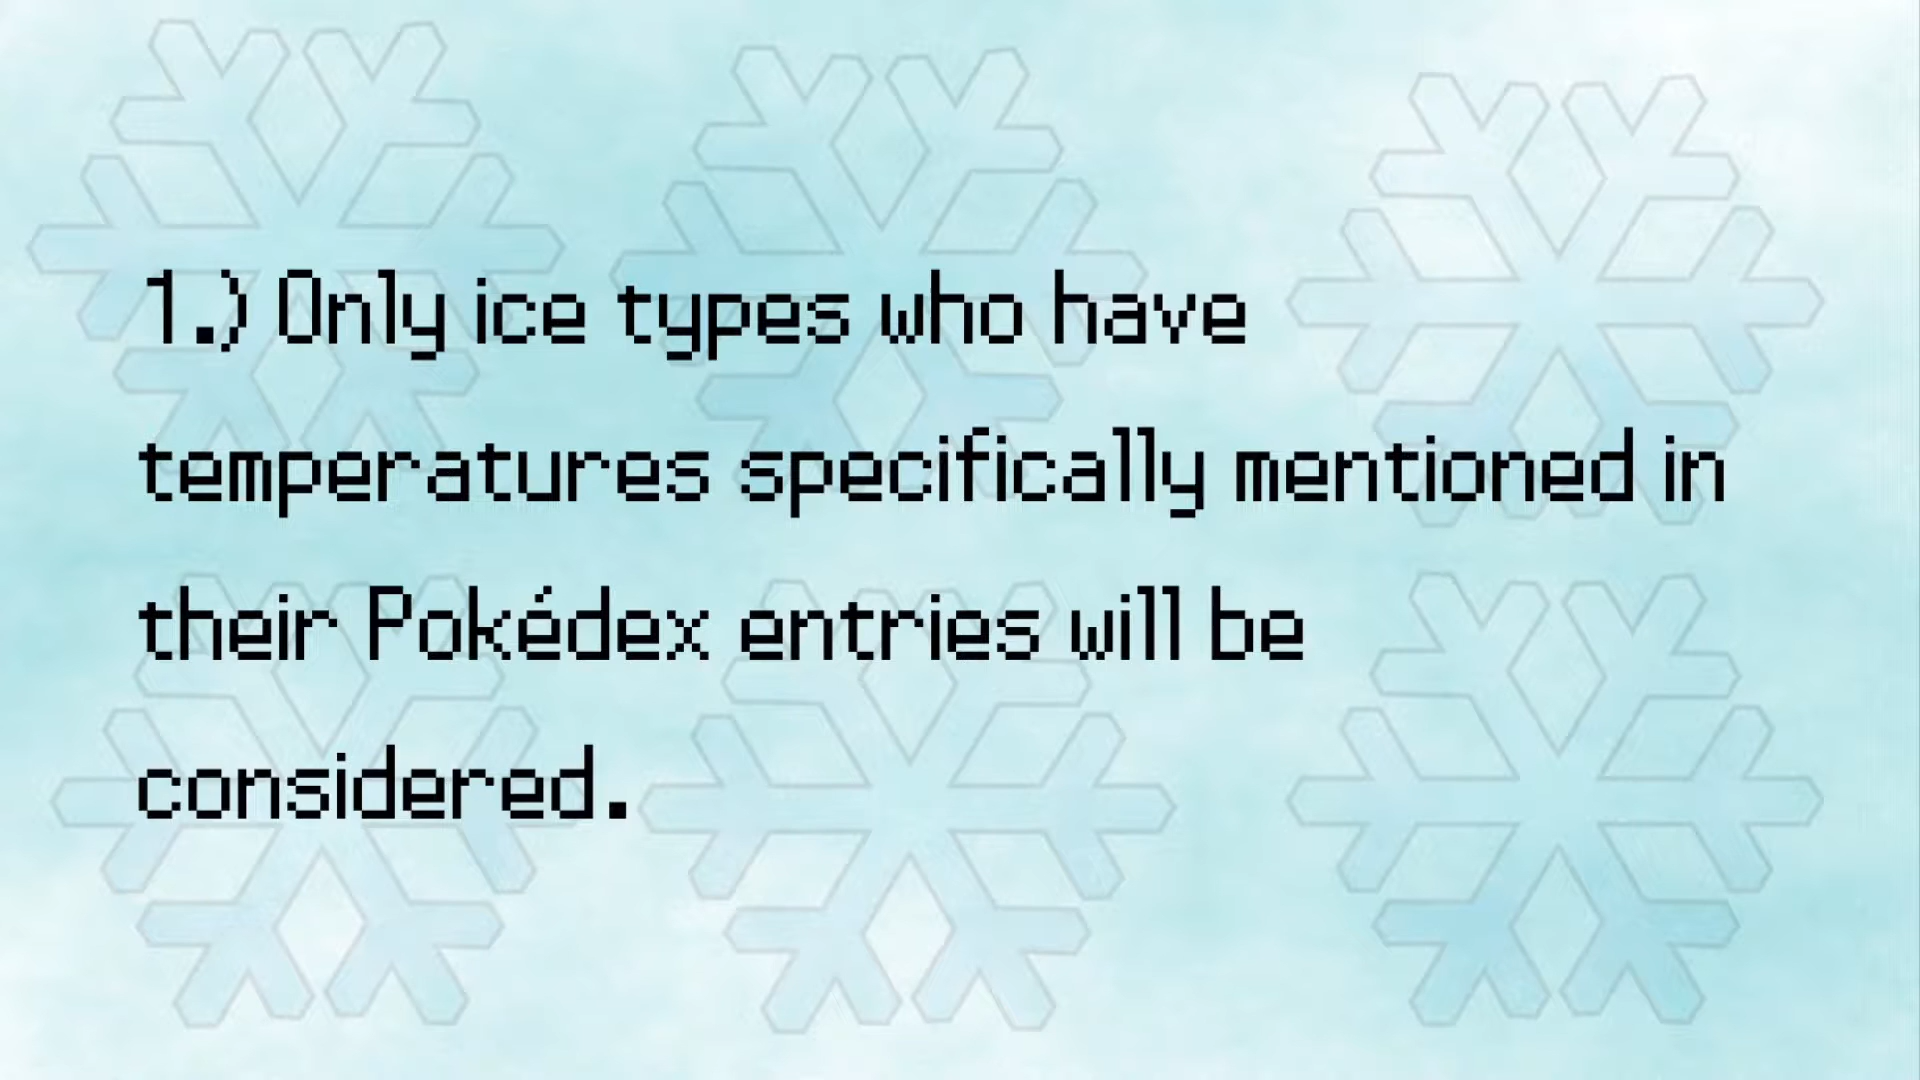 1.) Only ice types who have
temperatures specifically mentioned in
their Pokédex entries will be
considered.